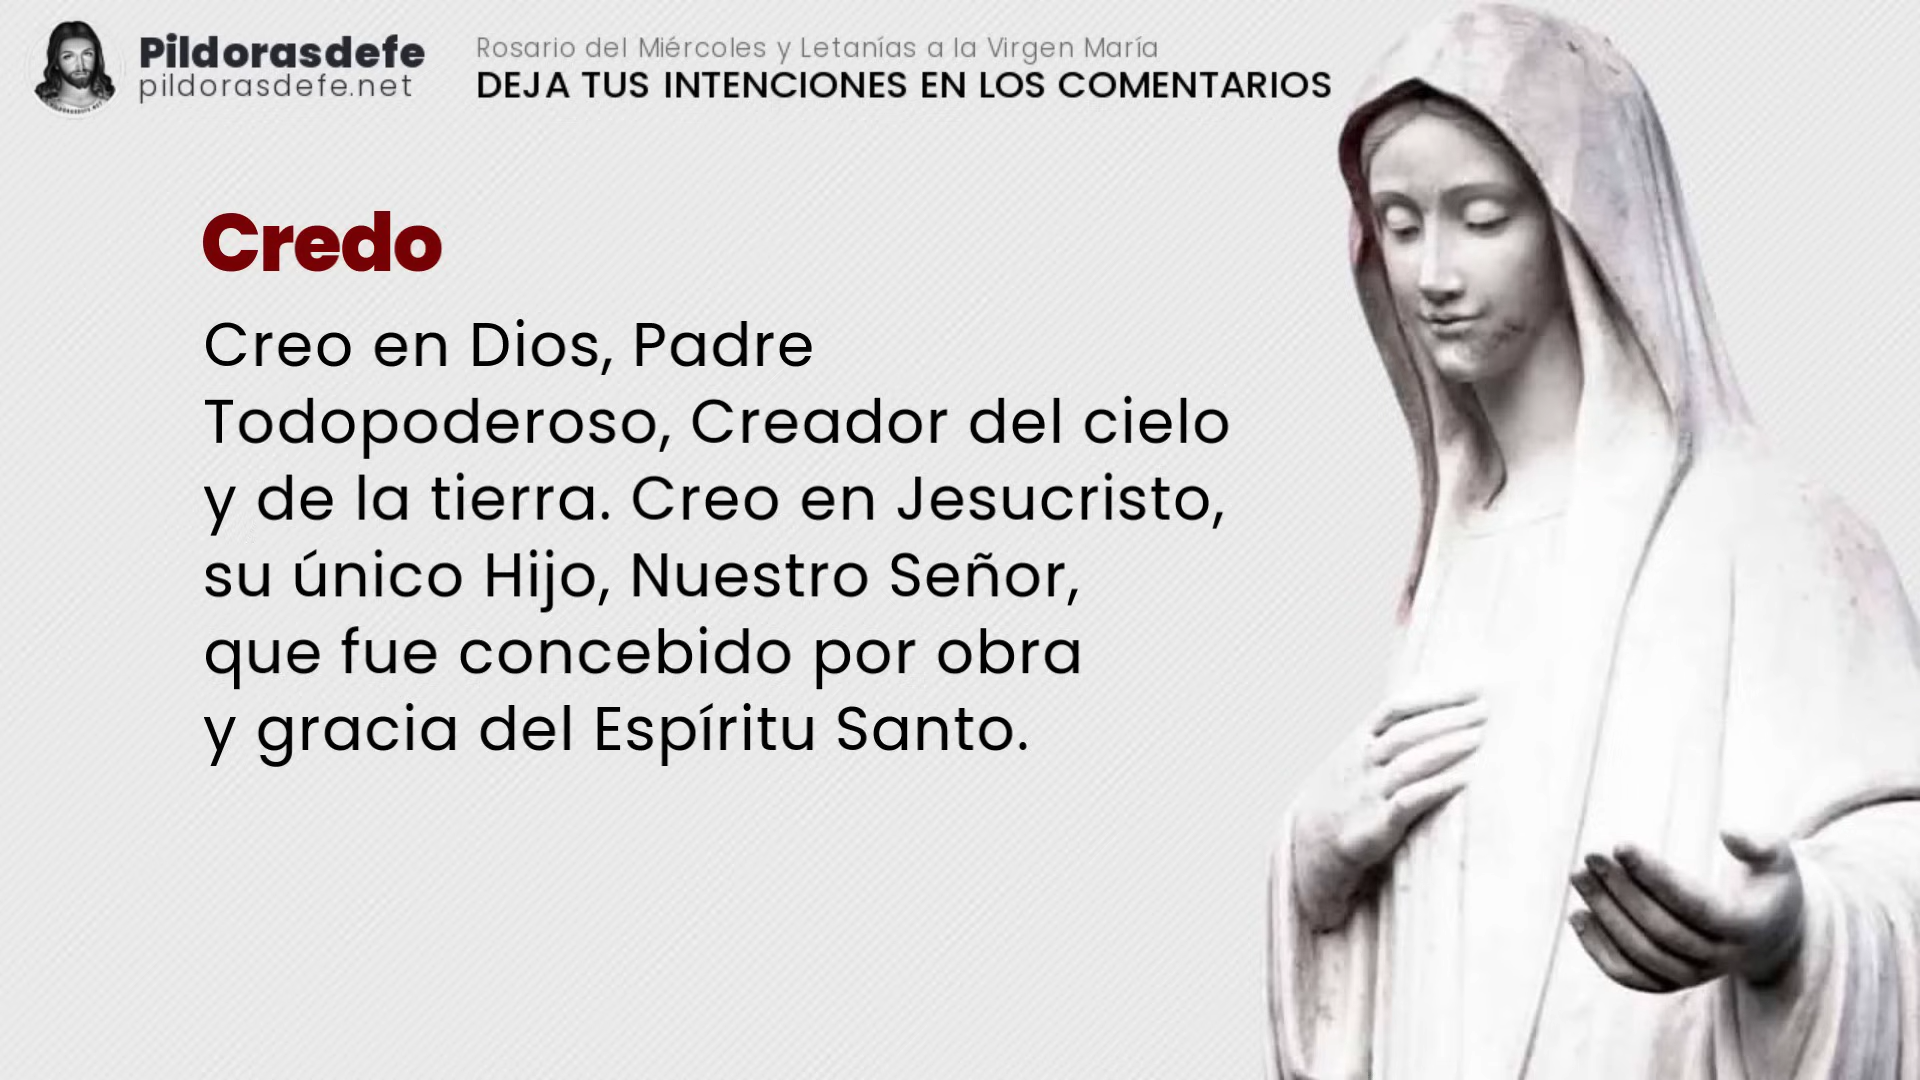 Pildorasdefe
pildorasdefe.net
Rosario del Miércoles y Letanías a la Virgen María
DEJA TUS INTENCIONES EN LOS COMENTARIOS
Credo
Creo en Dios, Padre
Todopoderoso, Creador del cielo
y de la tierra. Creo en Jesucristo,
su único Hijo, Nuestro Señor,
que fue concebido por obra
y gracia del Espíritu Santo.